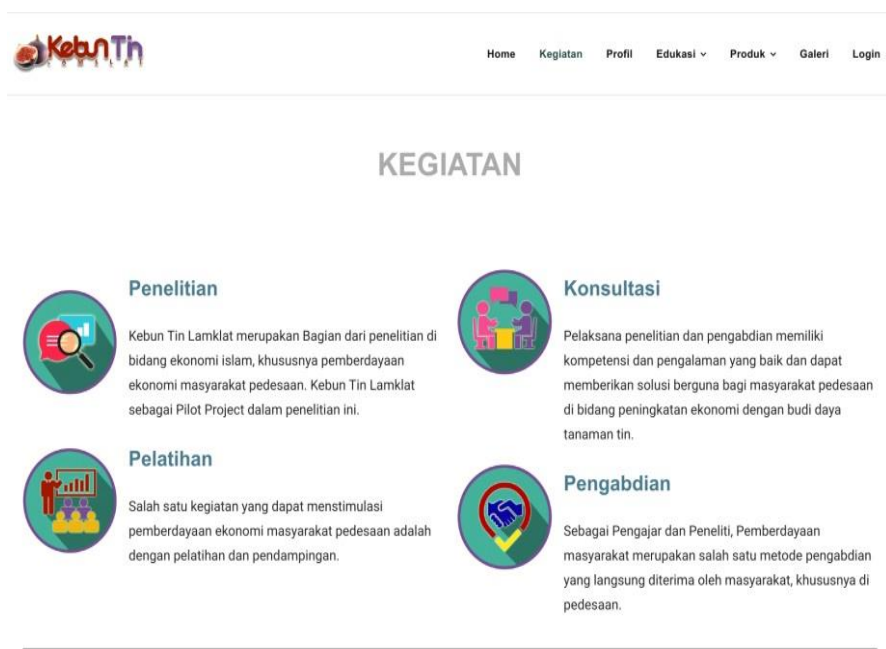 Kebun Tin
Home Kegiatan Profil Edukasi Produk Galeri Login
KEGIATAN
Penelitian
Kebun Tin Lamklat merupakan Bagian dari penelitian di
bidang ekonomi islam, khususnya pemberdayaan
ekonomi masyarakat pedesaan. Kebun Tin Lamklat
sebagai Pilot Project dalam penelitian ini.
Pelatihan
Salah satu kegiatan yang dapat menstimulasi
pemberdayaan ekonomi masyarakat pedesaan adalah
dengan pelatihan dan pendampingan.
Konsultasi
Pelaksana penelitian dan pengabdian memiliki
kompetensi dan pengalaman yang baik dan dapat
memberikan solusi berguna bagi masyarakat pedesaan
di bidang peningkatan ekonomi dengan budi daya
tanaman tin.
Pengabdian
Sebagai Pengajar dan Peneliti, Pemberdayaan
masyarakat merupakan salah satu metode pengabdian
yang langsung diterima oleh masyarakat, khususnya di
pedesaan.